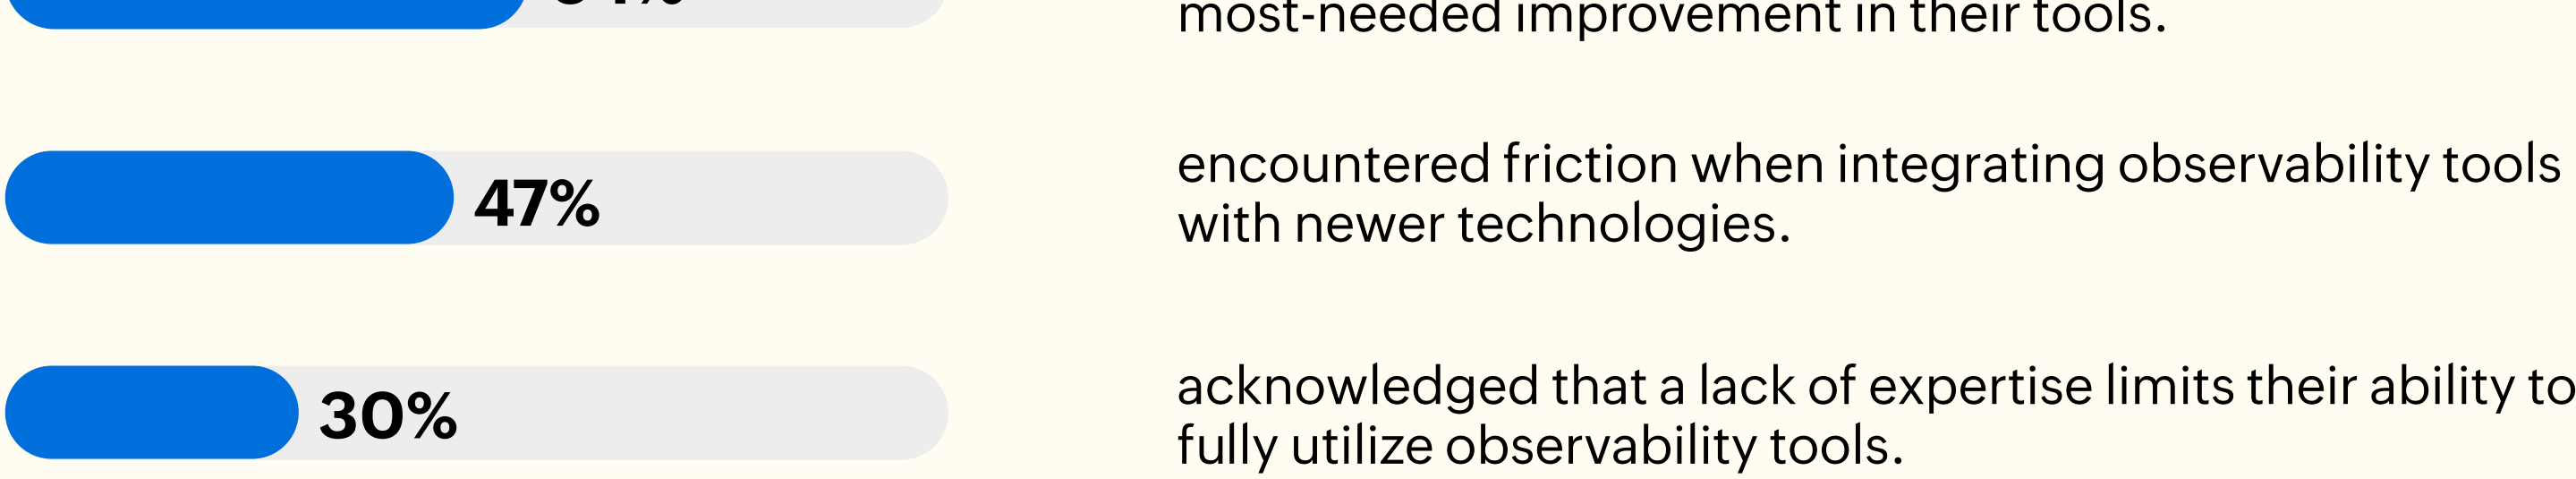 most-needed improvement in their tools.
47%
encountered friction when integrating observability tools
with newer technologies.
30%
acknowledged that a lack of expertise limits their ability to
fully utilize observability tools.